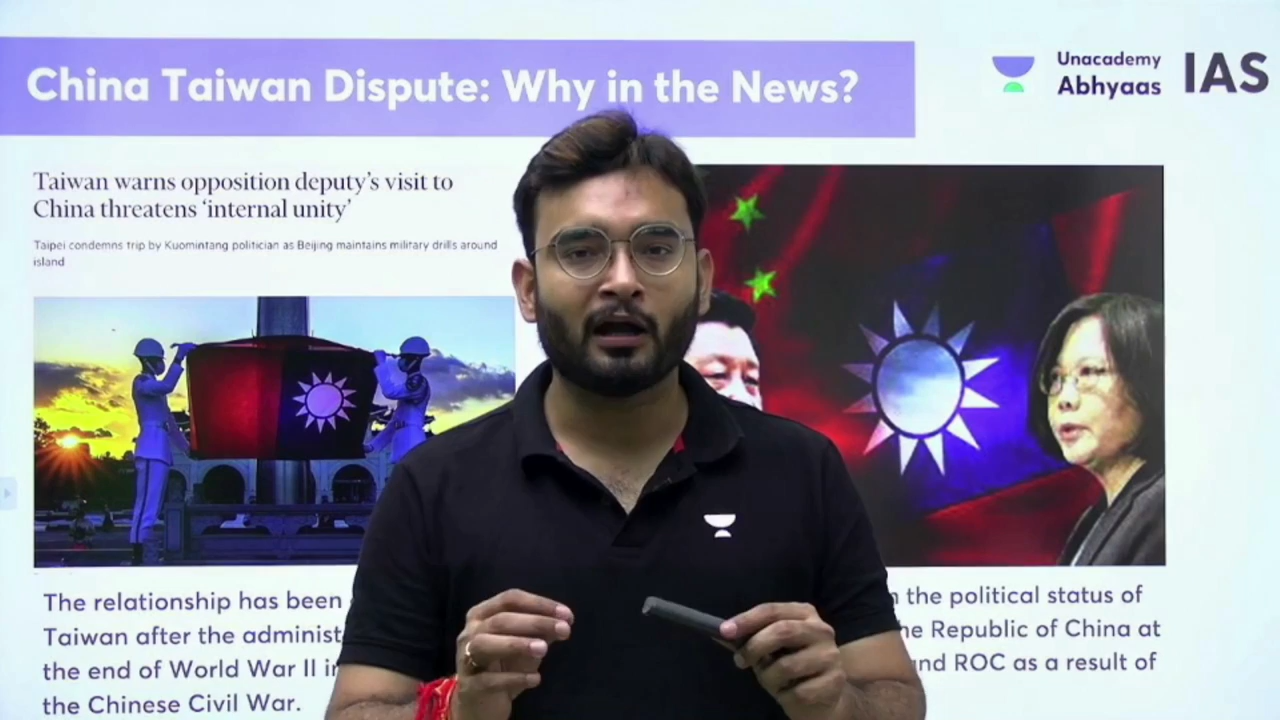 China Taiwan Dispute: Why in the News?
Unacademy
Abhyaas
IAS
Taiwan warns opposition deputy's visit to
China threatens 'internal unity'
Taipei condemns trip by Kuomintang politician as Beijing maintains military drills around
island
The relationship has been
the political status of
Taiwan after the
Republic of China at
the end of World War II
ROC as a result of
the Chinese Civil War.